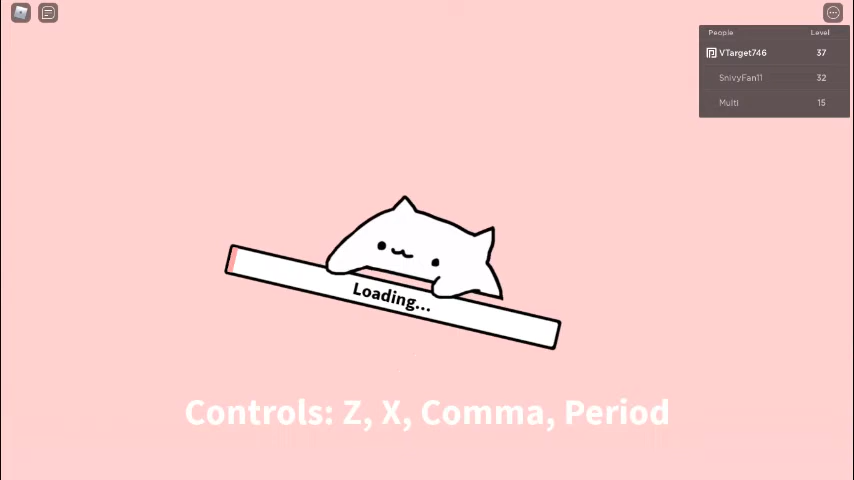 People Level
VTarget746 37
SnivyFan11 32
Multi 15
Loading...
Controls: Z, X, Comma, Period